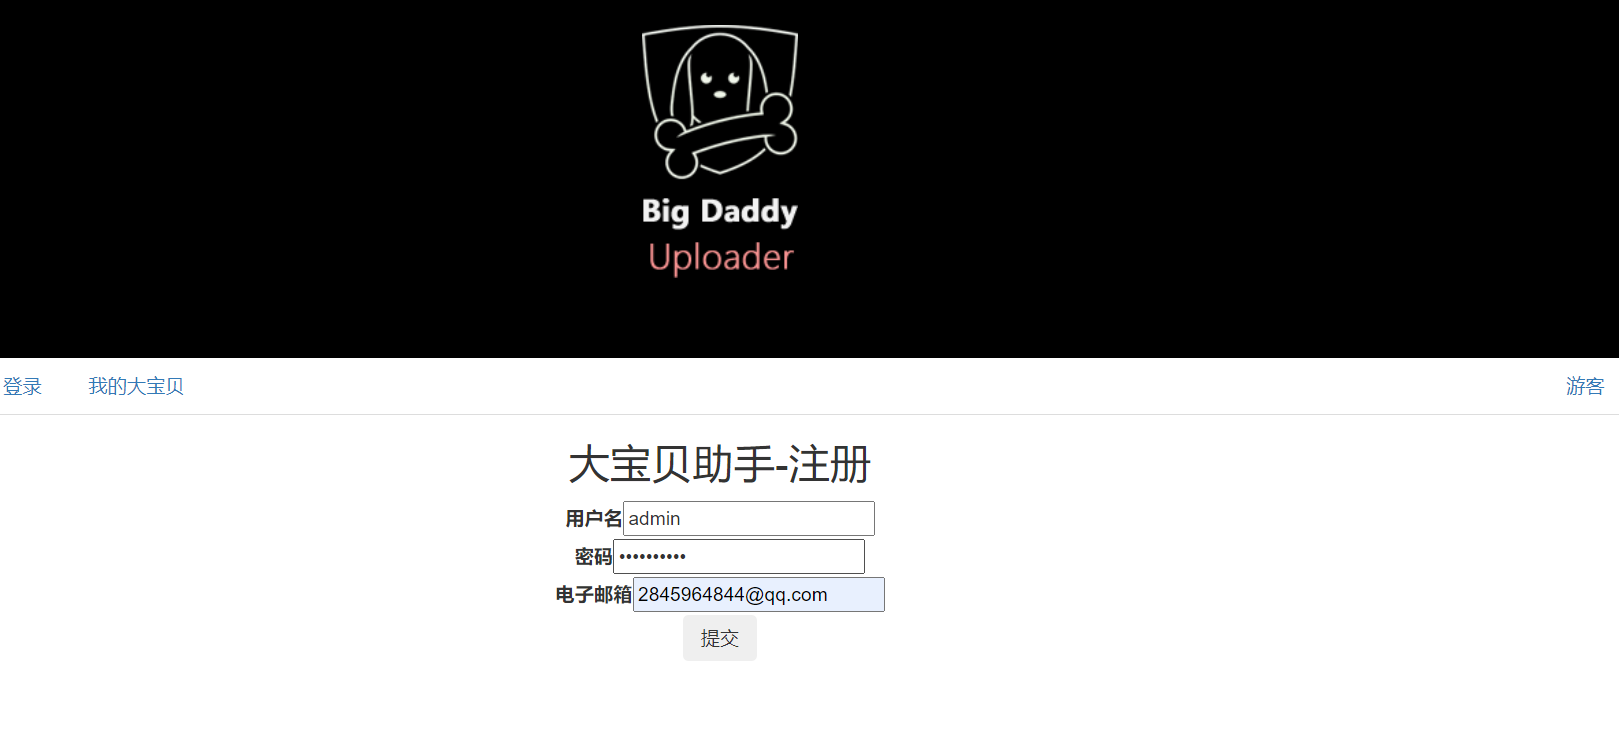 Big Daddy
Uploader
登录 我的大宝贝 游客
大宝贝助手-注册
用户名 admin
密码 ••••••••••
电子邮箱 2845964844@qq.com
提交